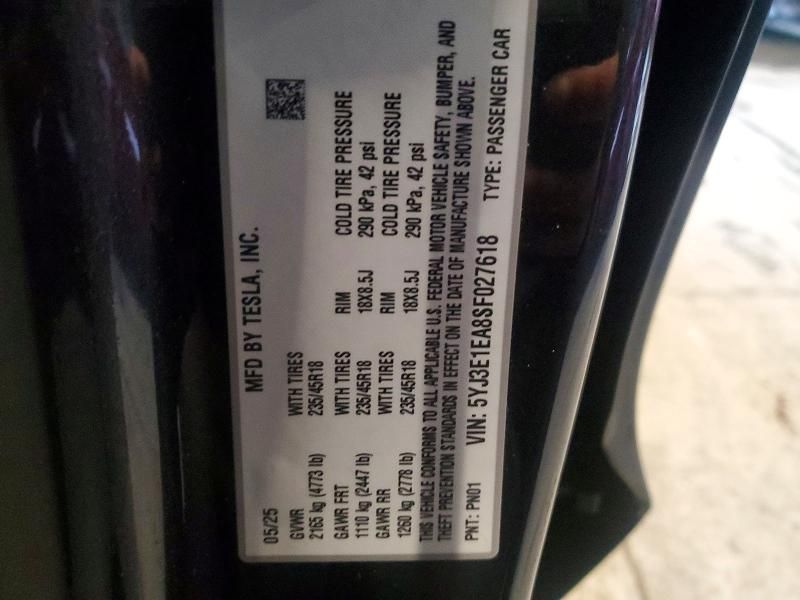 MFD BY TESLA, INC.
05/25
GVWR WITH TIRES
2165 kg (4773 lb) 235/45R18
GAWR FRT WITH TIRES RIM COLD TIRE PRESSURE
1110 kg (2447 lb) 235/45R18 18X8.5J 290 kPa, 42 psi
GAWR RR WITH TIRES RIM COLD TIRE PRESSURE
1260 kg (2778 lb) 235/45R18 18X8.5J 290 kPa, 42 psi
THIS VEHICLE CONFORMS TO ALL APPLICABLE U.S. FEDERAL MOTOR VEHICLE SAFETY, BUMPER, AND
THEFT PREVENTION STANDARDS IN EFFECT ON THE DATE OF MANUFACTURE SHOWN ABOVE.
PNT: PN01 VIN: 5YJ3E1EA8SF027618 TYPE: PASSENGER CAR